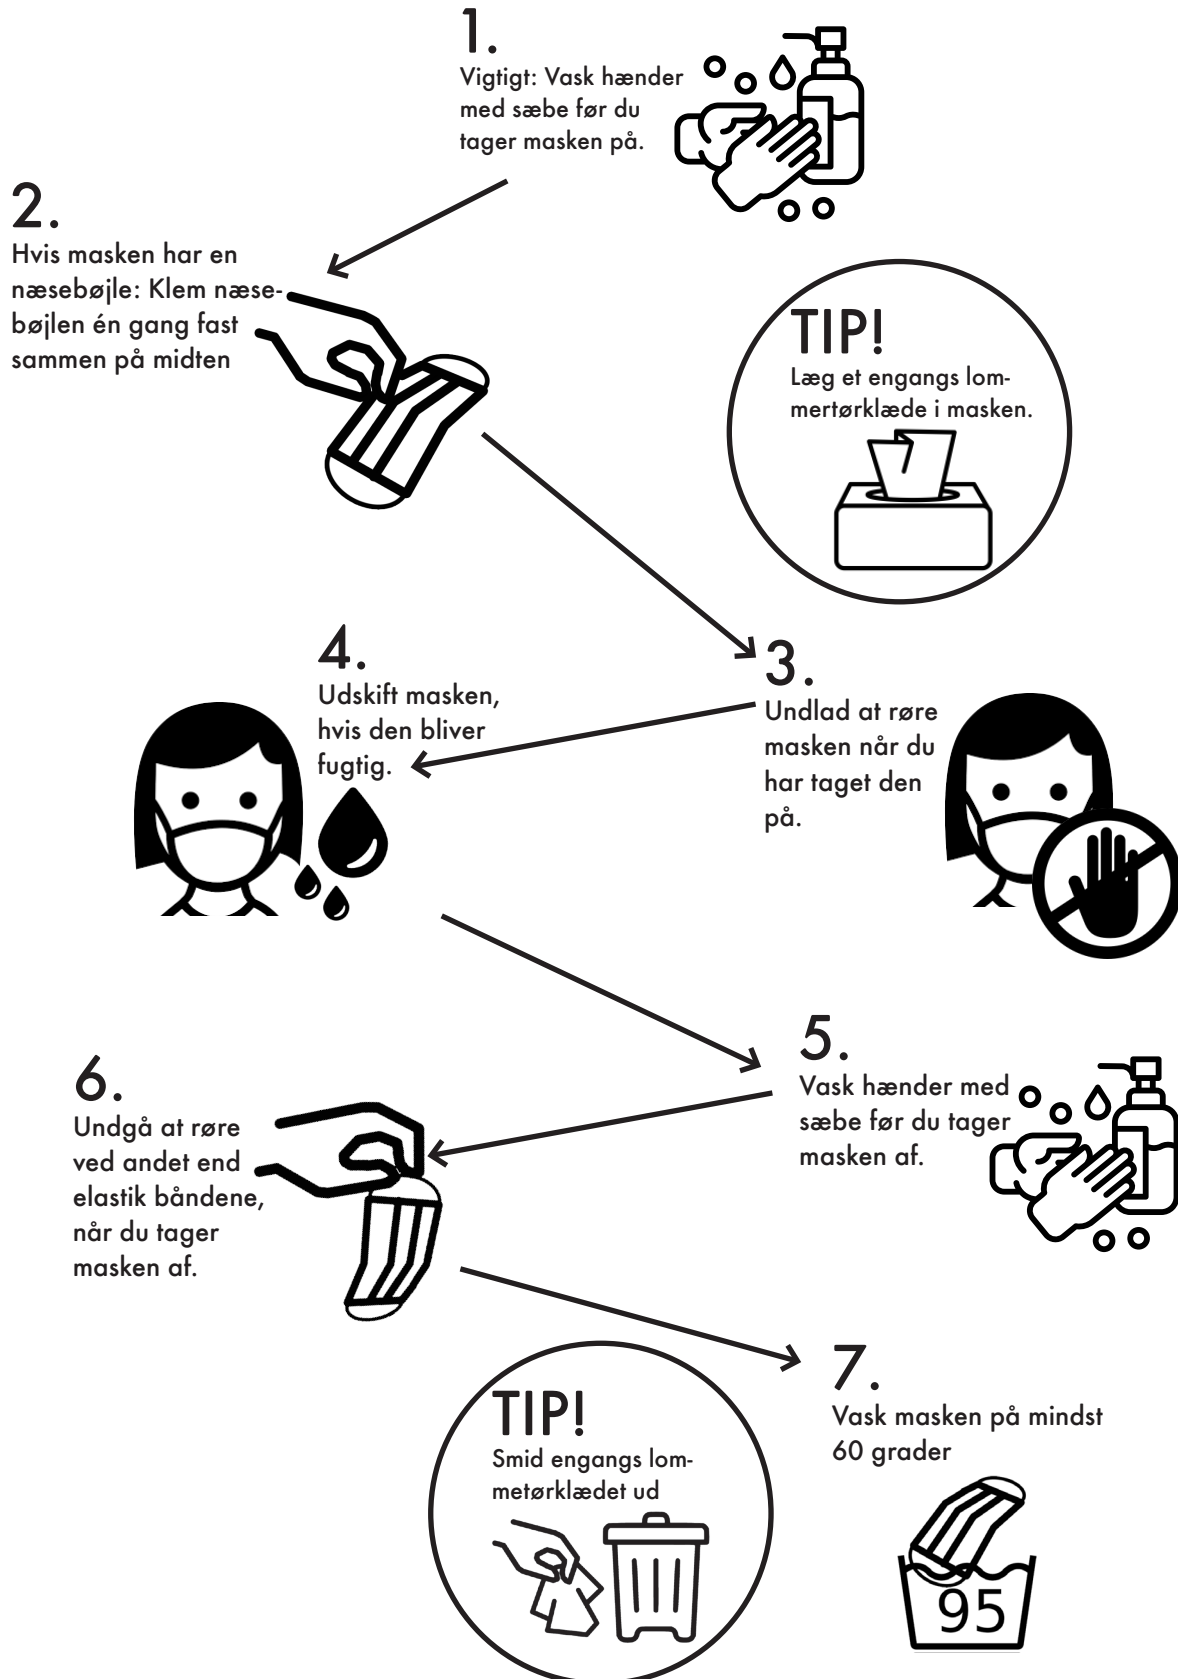 1.
Vigtigt: Vask hænder
med sæbe før du
tager masken på.
2.
Hvis masken har en
næsebøjle: Klem næse-
bøjlen én gang fast
sammen på midten
TIP!
Læg et engangs lom-
mertørklæde i masken.
3.
Undlad at røre
masken når du
har taget den
på.
4.
Udskift masken,
hvis den bliver
fugtig.
5.
Vask hænder med
sæbe før du tager
masken af.
6.
Undgå at røre
ved andet end
elastik båndene,
når du tager
masken af.
7.
Vask masken på mindst
60 grader
95
TIP!
Smid engangs lom-
metørklædet ud